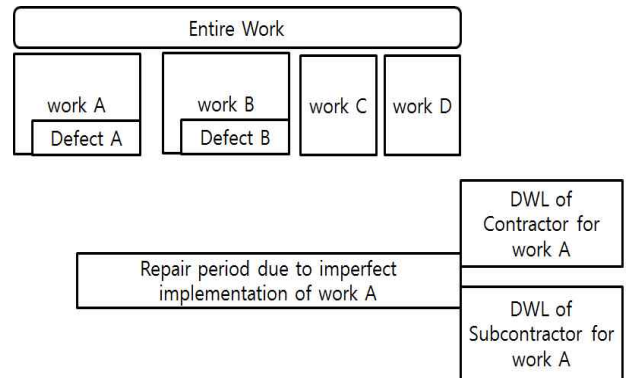 Entire Work
work A
Defect A
work B
Defect B
work C
work D
DWL of
Contractor for
work A
Repair period due to imperfect
implementation of work A
DWL of
Subcontractor for
work A